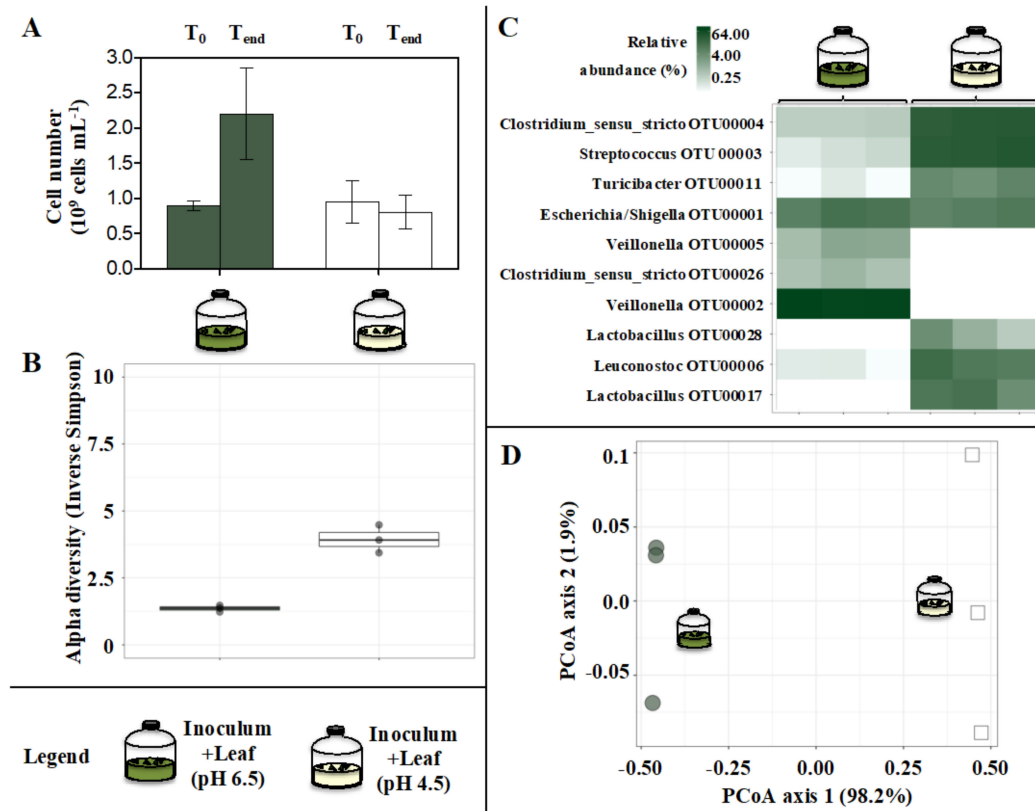 A
T0 Tend T0 Tend
3.0
2.5
2.0
1.5
1.0
0.5
0.0
Cell number
(10⁹ cells mL⁻¹)
B
10
7.5
5
2.5
0
Alpha diversity (Inverse Simpson)
Legend
Inoculum
+Leaf
(pH 6.5)
Inoculum
+Leaf
(pH 4.5)
C
Relative
abundance (%)
64.00
4.00
0.25
Clostridium_sensu_stricto OTU00004
Streptococcus OTU 00003
Turicibacter OTU00011
Escherichia/Shigella OTU00001
Veillonella OTU00005
Clostridium_sensu_stricto OTU00026
Veillonella OTU00002
Lactobacillus OTU00028
Leuconostoc OTU00006
Lactobacillus OTU00017
D
0.1
0.05
0.0
-0.05
PCoA axis 2 (1.9%)
-0.50 -0.25 0.00 0.25 0.50
PCoA axis 1 (98.2%)